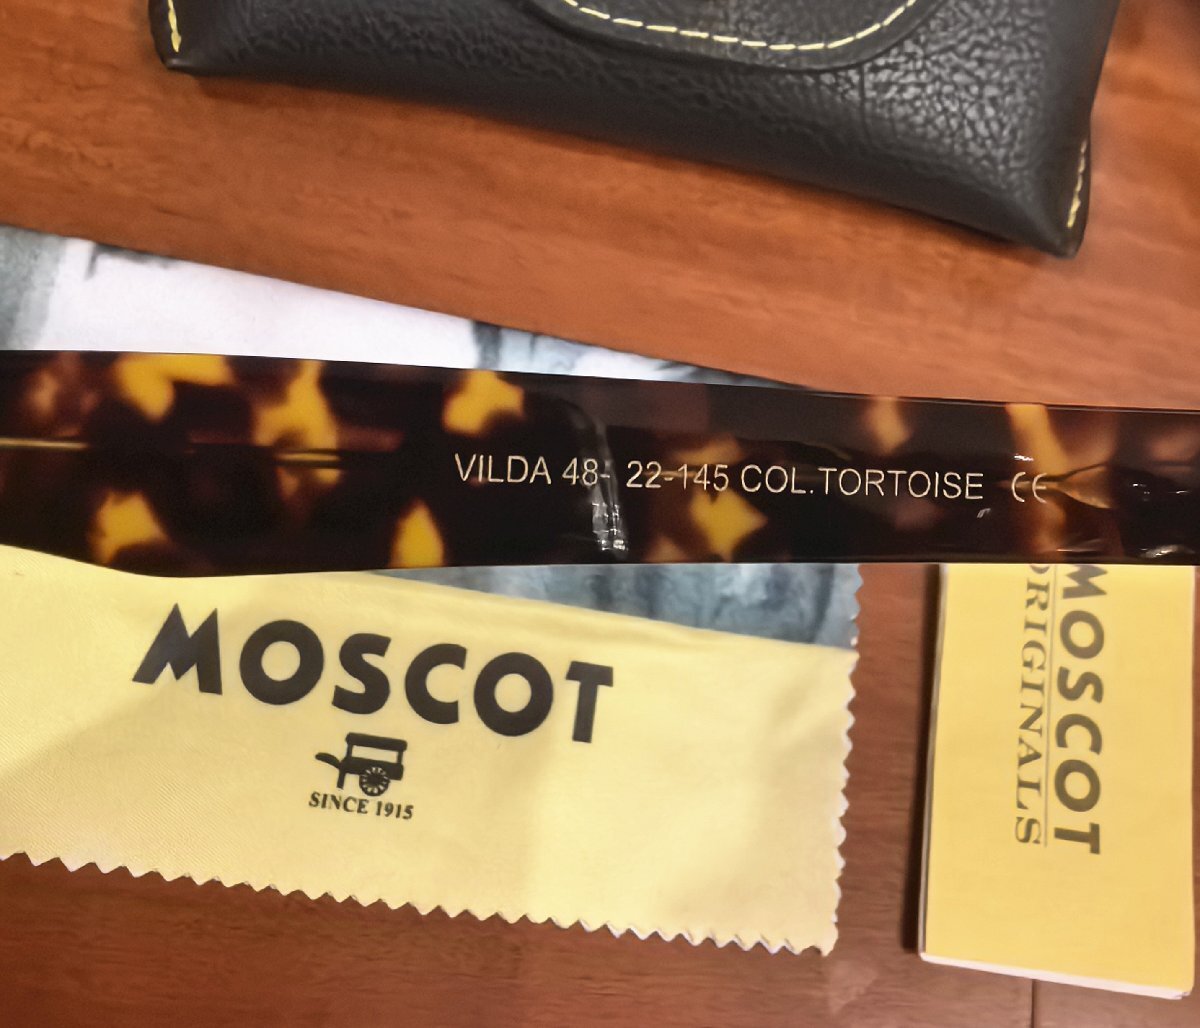 VILDA 48- 22-145 COL.TORTOISE CE
MOSCOT
SINCE 1915
MOSCOT
ORIGINALS